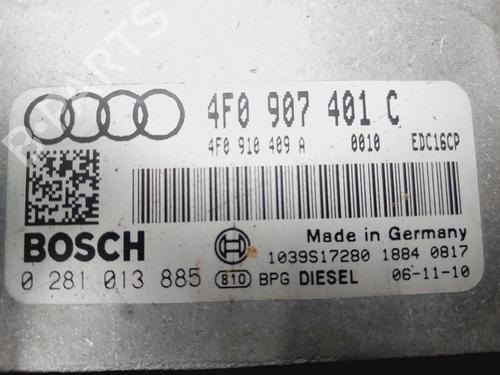 B-PARTS
4F0 907 401 C
4F0 910 409 A 0010 EDC16CP
BOSCH
Made in Germany
1039S17280 1884 0817
0 281 013 885 810 BPG DIESEL 06-11-10